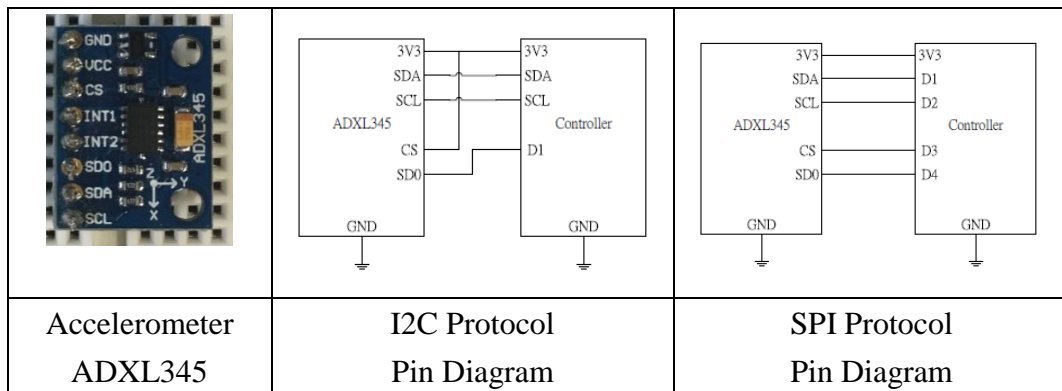 GND
VCC
CS
INT1
INT2
SDO
SDA
SCL
ADXL345
Z
Y
X
3V3
SDA
SCL
ADXL345
CS
SD0
GND
3V3
SDA
SCL
Controller
D1
GND
3V3
SDA
SCL
ADXL345
CS
SD0
GND
3V3
D1
D2
Controller
D3
D4
GND
Accelerometer
ADXL345
I2C Protocol
Pin Diagram
SPI Protocol
Pin Diagram